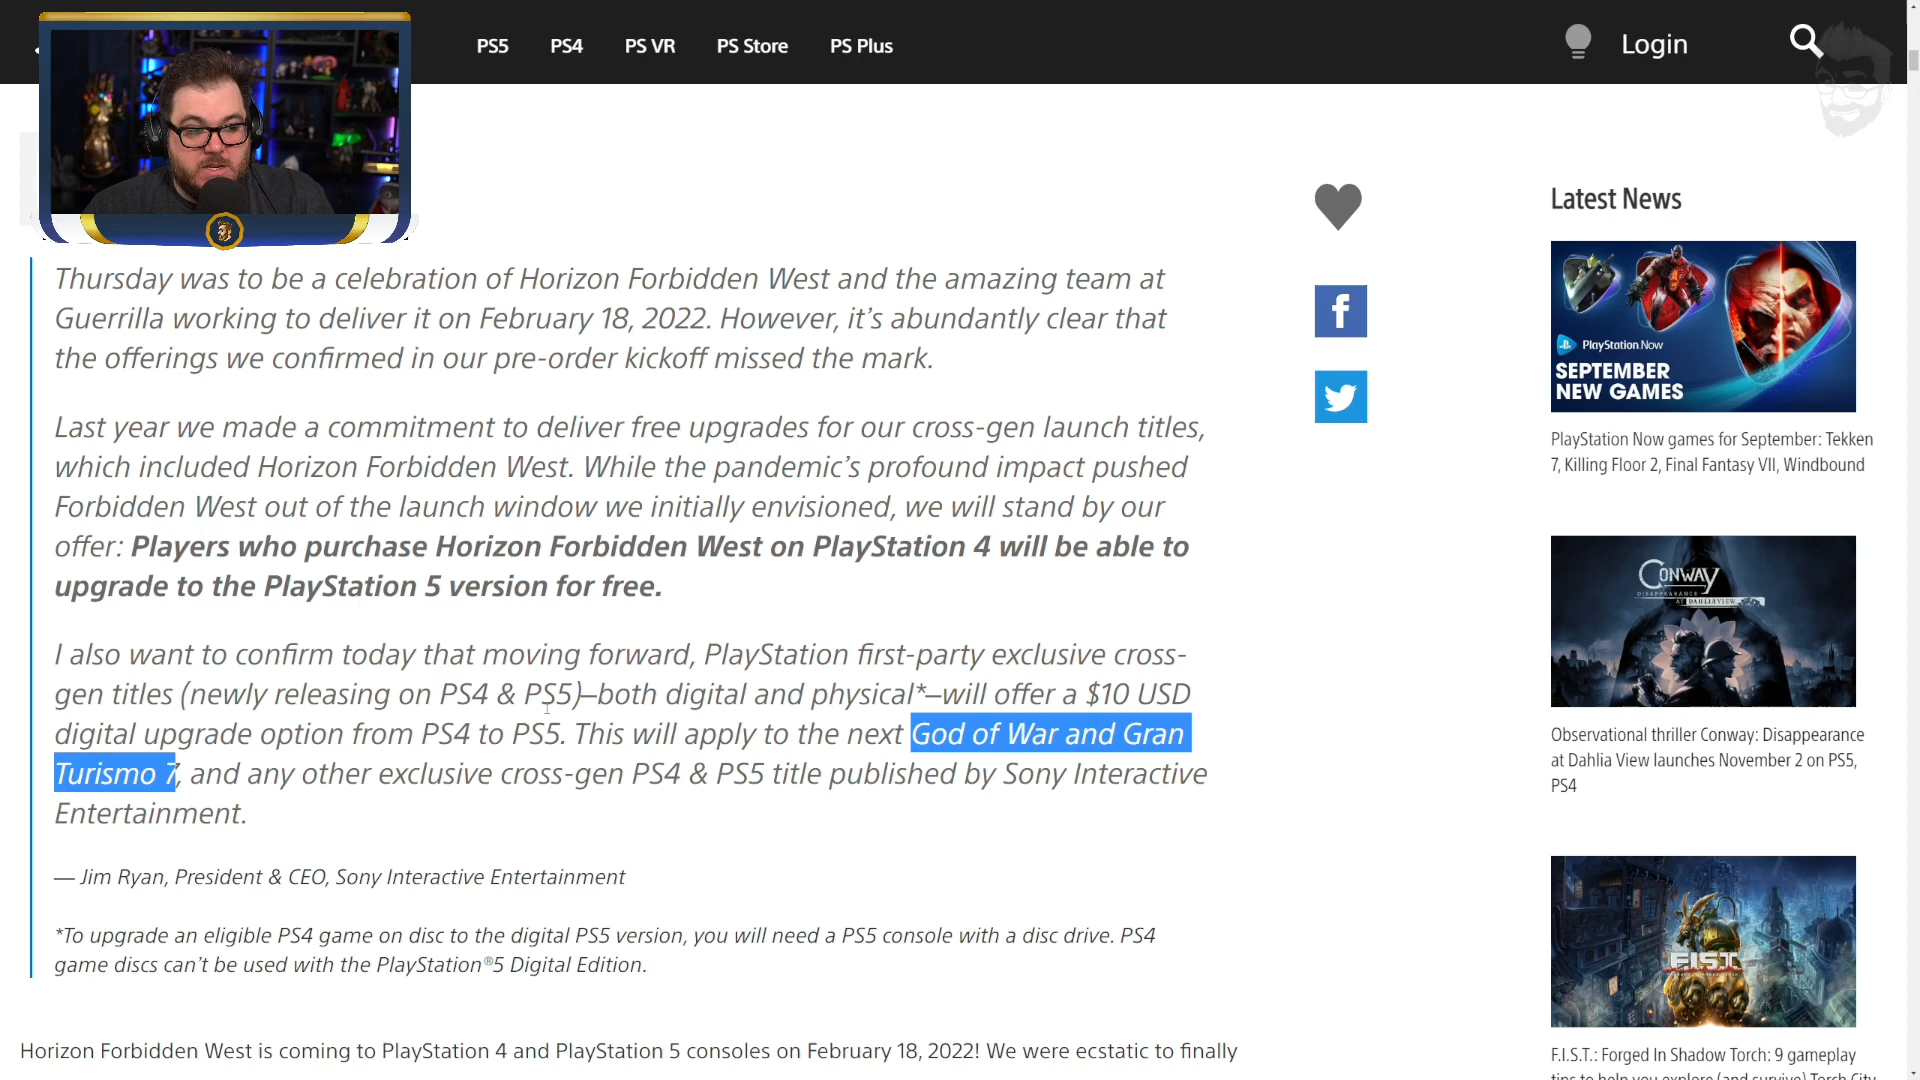 PS5 PS4 PS VR PS Store PS Plus Login
Thursday was to be a celebration of Horizon Forbidden West and the amazing team at
Guerrilla working to deliver it on February 18, 2022. However, it’s abundantly clear that
the offerings we confirmed in our pre-order kickoff missed the mark.
Last year we made a commitment to deliver free upgrades for our cross-gen launch titles,
which included Horizon Forbidden West. While the pandemic’s profound impact pushed
Forbidden West out of the launch window we initially envisioned, we will stand by our
offer: Players who purchase Horizon Forbidden West on PlayStation 4 will be able to
upgrade to the PlayStation 5 version for free.
I also want to confirm today that moving forward, PlayStation first-party exclusive cross-
gen titles (newly releasing on PS4 & PS5)–both digital and physical*–will offer a $10 USD
digital upgrade option from PS4 to PS5. This will apply to the next God of War and Gran
Turismo 7, and any other exclusive cross-gen PS4 & PS5 title published by Sony Interactive
Entertainment.
— Jim Ryan, President & CEO, Sony Interactive Entertainment
*To upgrade an eligible PS4 game on disc to the digital PS5 version, you will need a PS5 console with a disc drive. PS4
game discs can’t be used with the PlayStation®5 Digital Edition.
Horizon Forbidden West is coming to PlayStation 4 and PlayStation 5 consoles on February 18, 2022! We were ecstatic to finally
Latest News
PlayStation Now
SEPTEMBER
NEW GAMES
PlayStation Now games for September: Tekken
7, Killing Floor 2, Final Fantasy VII, Windbound
CONWAY
DISAPPEARANCE
AT DAHLIA VIEW
Observational thriller Conway: Disappearance
at Dahlia View launches November 2 on PS5,
PS4
F.I.S.T.
F.I.S.T.: Forged In Shadow Torch: 9 gameplay
tips to help you explore (and survive) Torch City